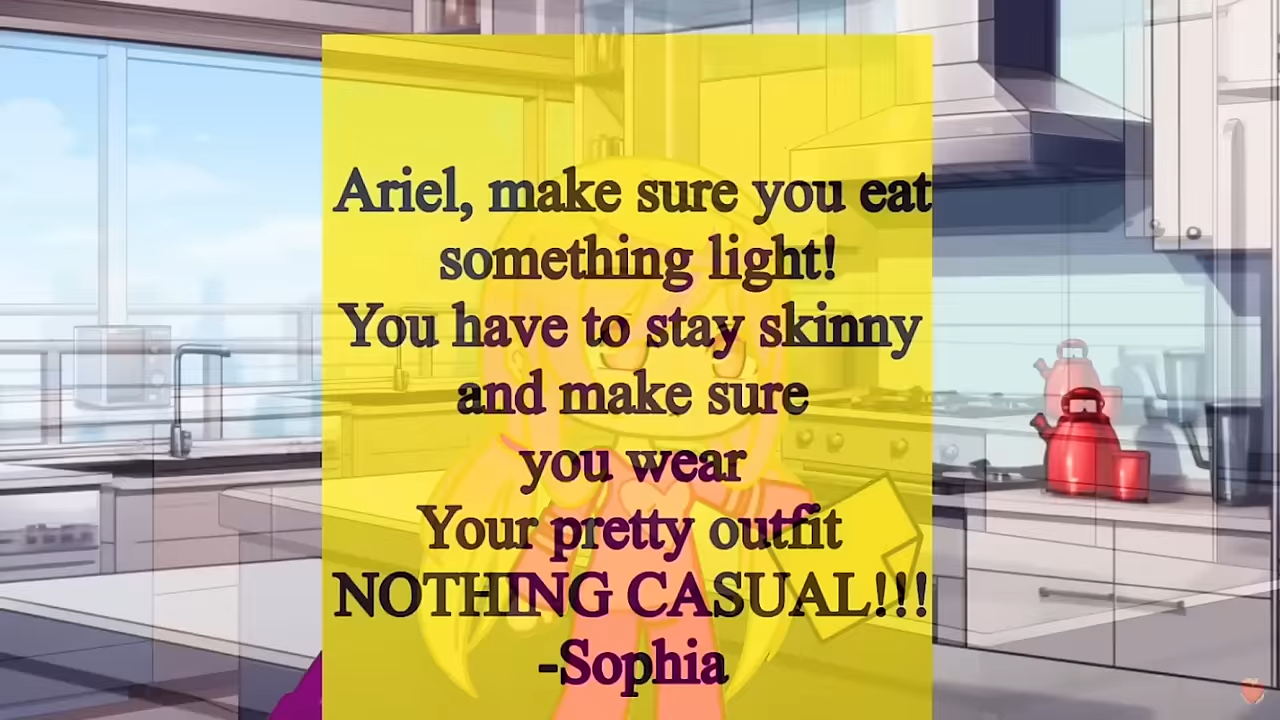 Ariel, make sure you eat
something light!
You have to stay skinny
and make sure
you wear
Your pretty outfit
NOTHING CASUAL!!!
-Sophia